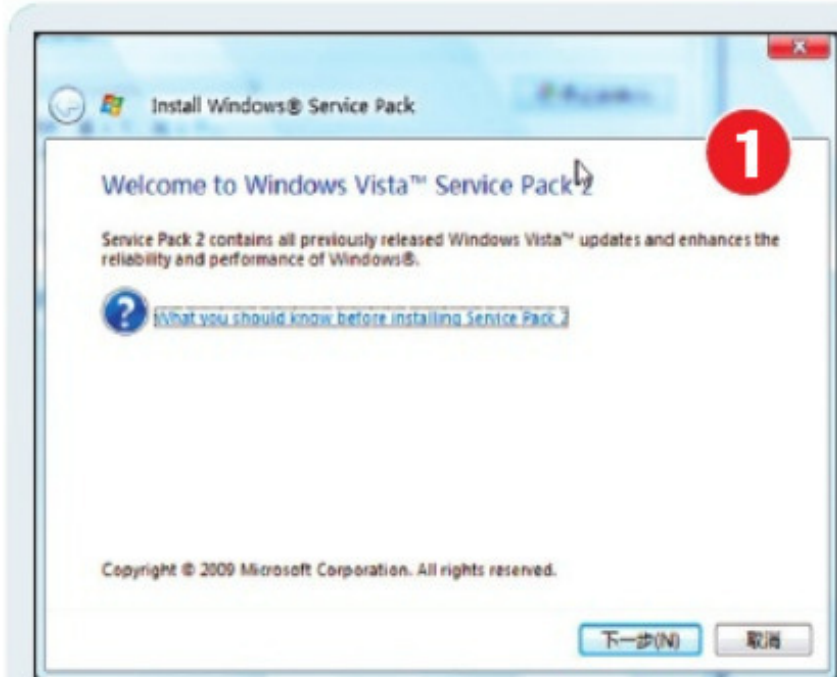 Install Windows® Service Pack
1
Welcome to Windows Vista™ Service Pack 2
Service Pack 2 contains all previously released Windows Vista™ updates and enhances the
reliability and performance of Windows®.
What you should know before installing Service Pack 2
Copyright © 2009 Microsoft Corporation. All rights reserved.
下一步(N) 取消